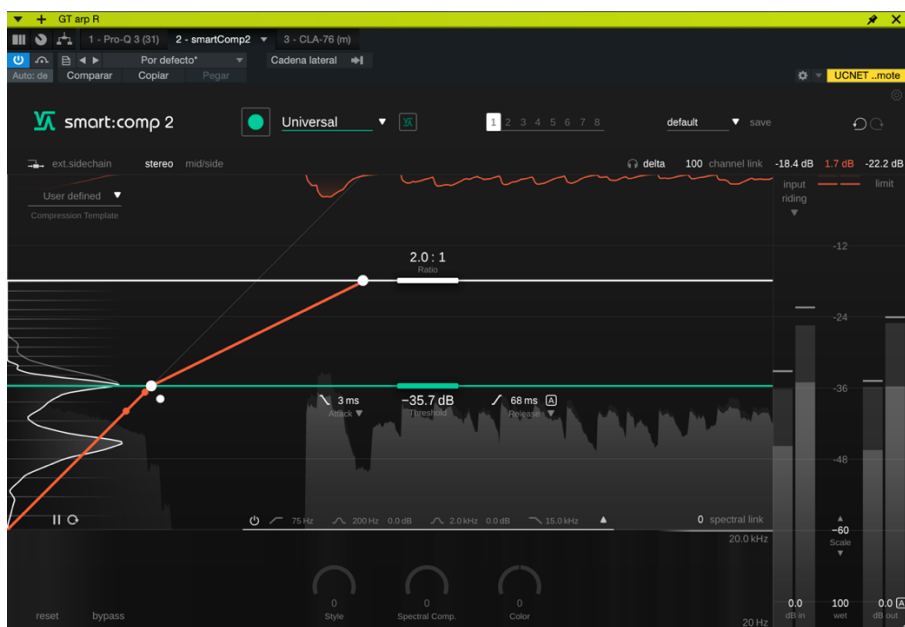 GT arp R
1 - Pro-Q 3 (31) 2 - smartComp2 3 - CLA-76 (m)
Por defecto* Cadena lateral
Auto: de Comparar Copiar Pegar UCNET ..mote
smart:comp 2 Universal 1 2 3 4 5 6 7 8 default save
ext.sidechain stereo mid/side delta 100 channel link -18.4 dB 1.7 dB -22.2 dB
User defined input riding limit
Compression Template
-12
2.0 : 1
Ratio
-24
-36
3 ms −35.7 dB 68 ms A
Attack Threshold Release
-48
75 Hz 200 Hz 0.0 dB 2.0 kHz 0.0 dB 15.0 kHz 0 spectral link
−60
20.0 kHz Scale
0 0 0
Style Spectral Comp. Color
0.0 100 0.0 A
reset bypass dB in wet dB out
20 Hz